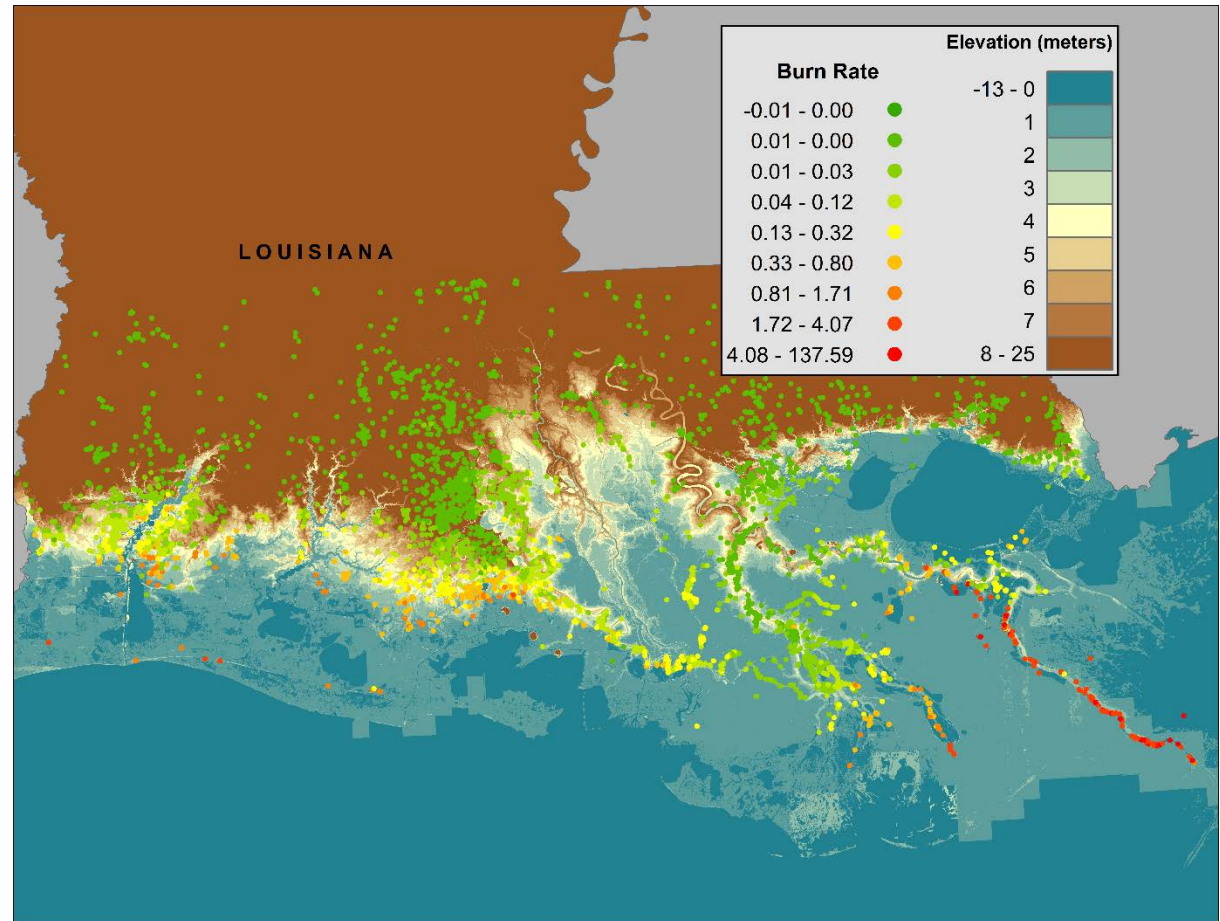 LOUISIANA
Burn Rate
-0.01 - 0.00
0.01 - 0.00
0.01 - 0.03
0.04 - 0.12
0.13 - 0.32
0.33 - 0.80
0.81 - 1.71
1.72 - 4.07
4.08 - 137.59
Elevation (meters)
-13 - 0
1
2
3
4
5
6
7
8 - 25